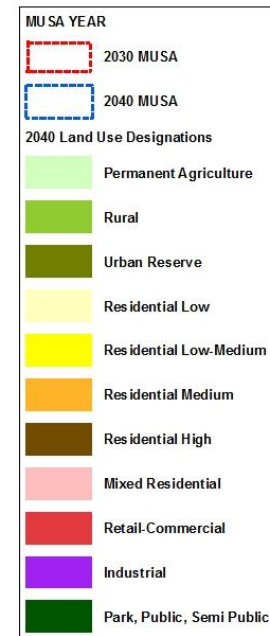 MUSA YEAR
2030 MUSA
2040 MUSA
2040 Land Use Designations
Permanent Agriculture
Rural
Urban Reserve
Residential Low
Residential Low-Medium
Residential Medium
Residential High
Mixed Residential
Retail-Commercial
Industrial
Park, Public, Semi Public